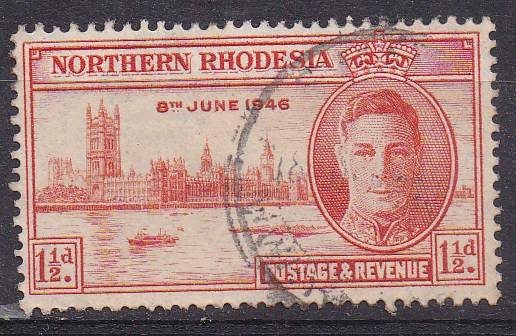 NORTHERN RHODESIA
8TH JUNE 1946
1½d.
POSTAGE & REVENUE
1½d.